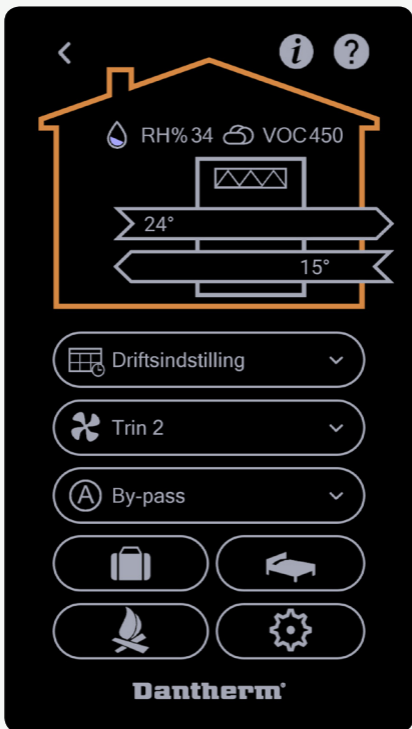 i ?
RH% 34 VOC 450
24°
15°
Driftsindstilling
Trin 2
A By-pass
Dantherm®